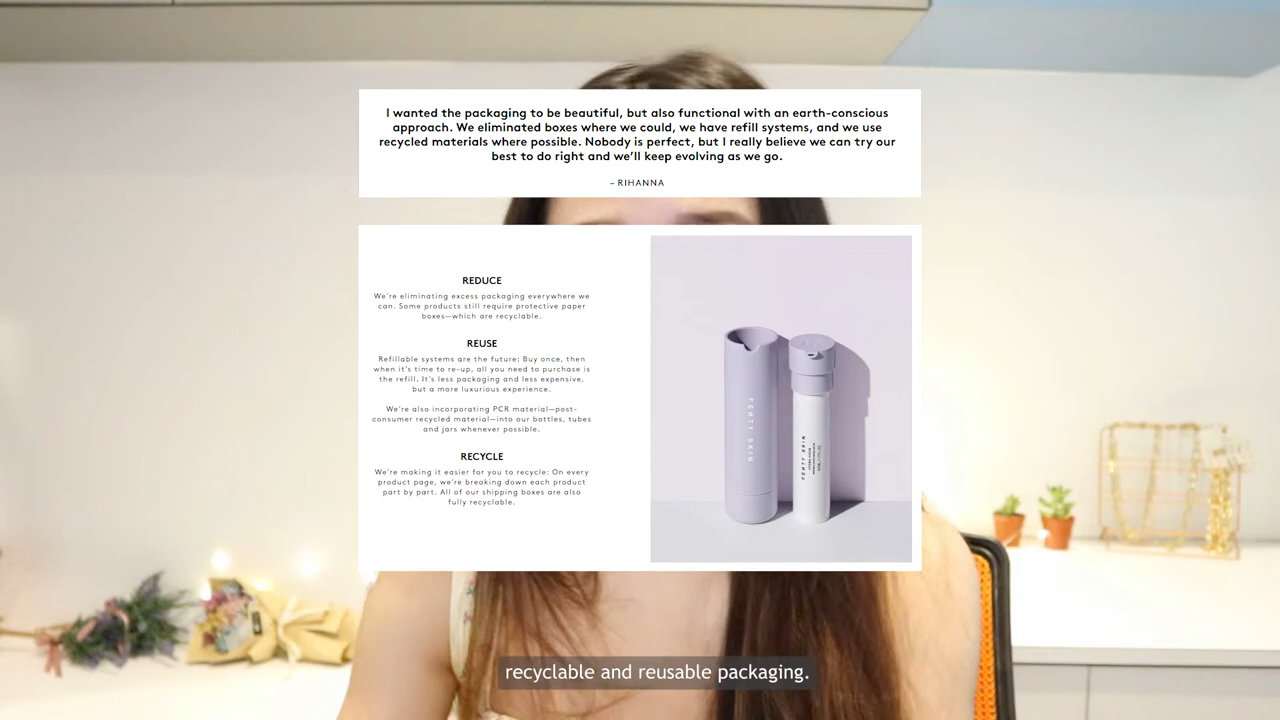 I wanted the packaging to be beautiful, but also functional with an earth-conscious
approach. We eliminated boxes where we could, we have refill systems, and we use
recycled materials where possible. Nobody is perfect, but I really believe we can try our
best to do right and we'll keep evolving as we go.
– RIHANNA
REDUCE
We're eliminating excess packaging everywhere we
can. Some products still require protective paper
boxes—which are recyclable.
REUSE
Refillable systems are the future: Buy once, then
when it's time to re-up, all you need to purchase is
the refill. It's less packaging and less expensive,
but a more luxurious experience.
We're also incorporating PCR material—post-
consumer recycled material—into our bottles, tubes
and jars whenever possible.
RECYCLE
We're making it easier for you to recycle: On every
product page, we're breaking down each product
part by part. All of our shipping boxes are also
fully recyclable.
FENTY SKIN
FENTY SKIN
recyclable and reusable packaging.